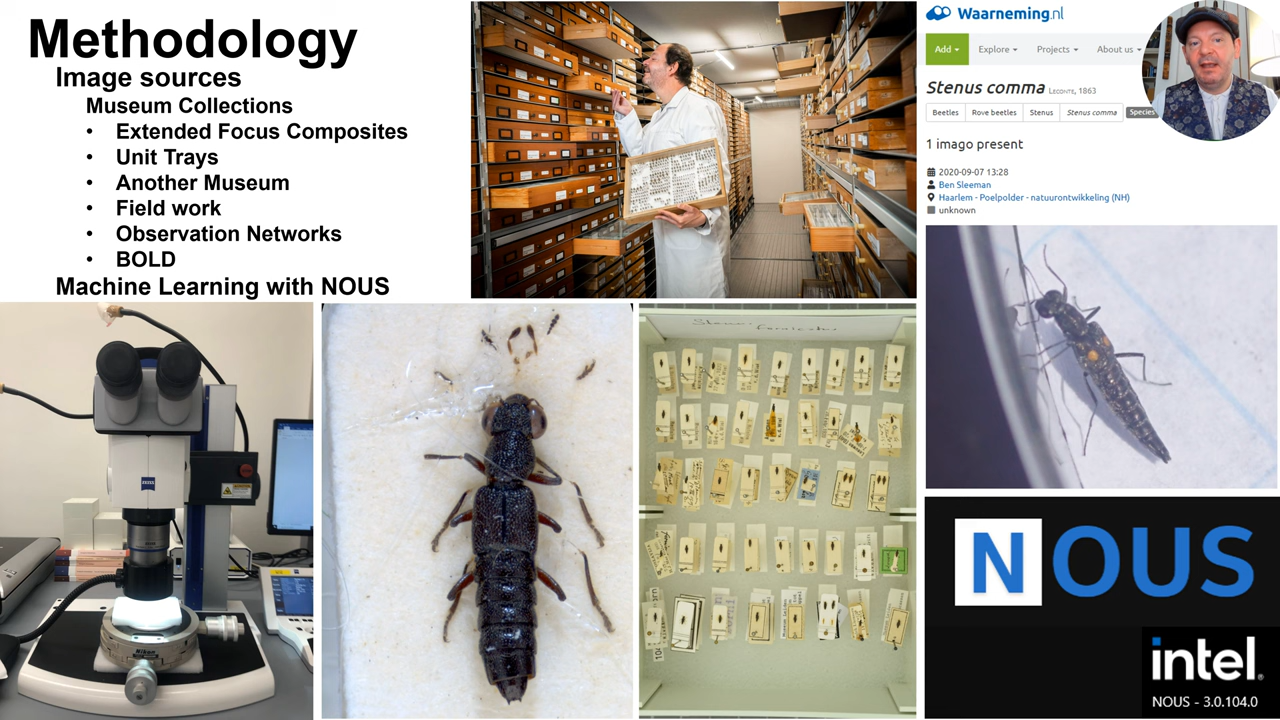 Methodology
Image sources
Museum Collections
• Extended Focus Composites
• Unit Trays
• Another Museum
• Field work
• Observation Networks
• BOLD
Machine Learning with NOUS
Waarneming.nl
Add
Explore
Projects
About us
Stenus comma LECONTE, 1863
Beetles
Rove beetles
Stenus
Stenus comma
Species
1 imago present
2020-09-07 13:28
Ben Sleeman
Haarlem - Poelpolder - natuurontwikkeling (NH)
unknown
ZEISS
Nikon
NOUS
intel
NOUS - 3.0.104.0